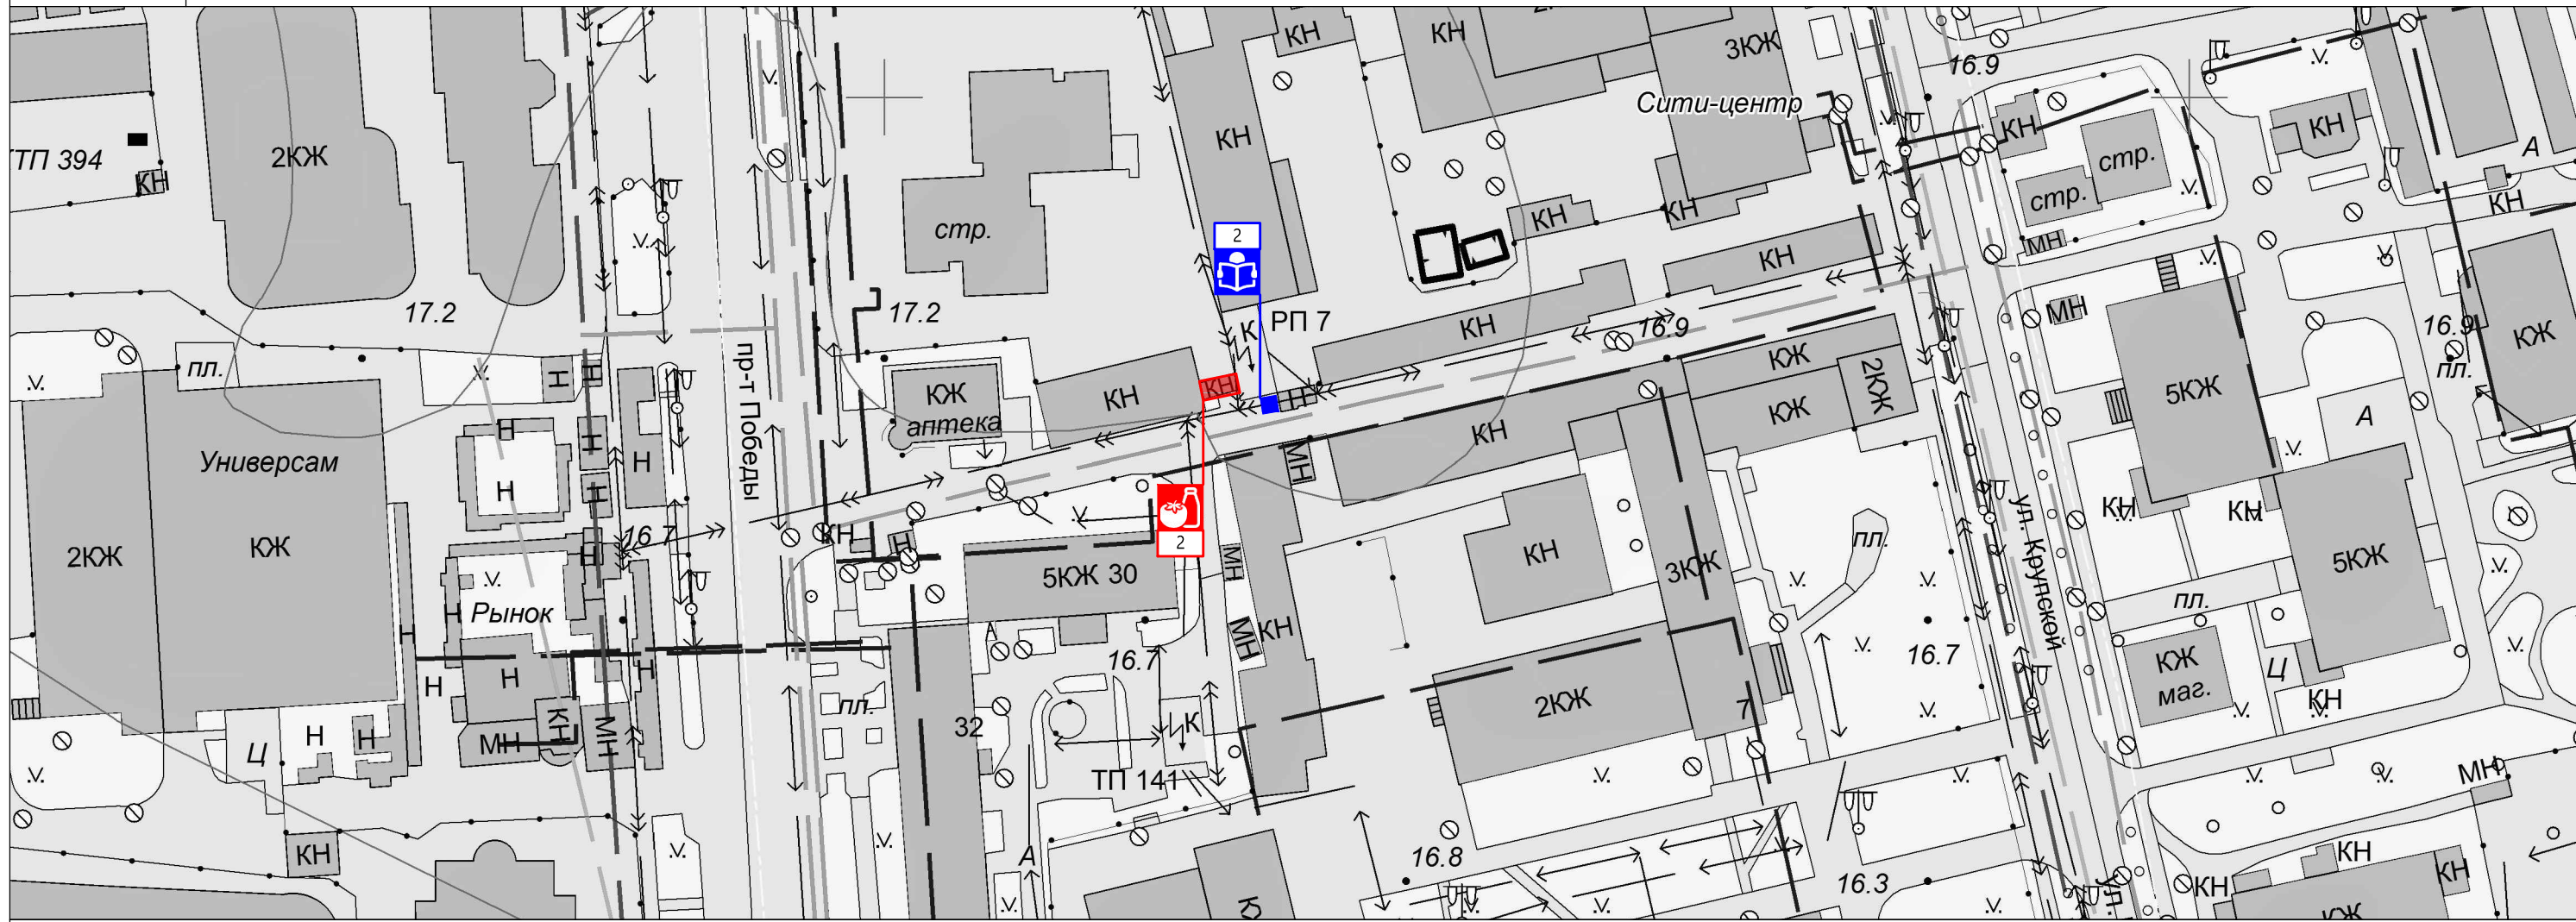 КН
КН
2
3КЖ
16.9
Сити-центр
КН
КН
стр.
КН
А
2КЖ
ТП 394
КН
стр.
КН
стр.
КН
КН
КН
МН
2
17.2
17.2
К
РП 7
КН
КН
16.9
МН
16.9
КЖ
пл.
Н
Н
пр-т Победы
КЖ
аптека
КН
КН
Н
КЖ
КЖ
2КЖ
5КЖ
пл.
А
Универсам
Н
Н
Н
МН
КН
2КЖ
КЖ
Н
Н
16.7
КН
Н
2
МН
КН
3КЖ
пл.
ул. Крупской
КН
КН
5КЖ
Рынок
Н
Н
Н
5КЖ 30
А
16.7
МН
КН
16.7
пл.
КЖ
маг.
Ц
КН
Н
Н
Н
пл.
32
К
2КЖ
7
Ц
Н
Н
МН
КН
МН
ТП 141
МН
КН
А
16.8
16.3
КН
КН
КН
КЖ
ул.